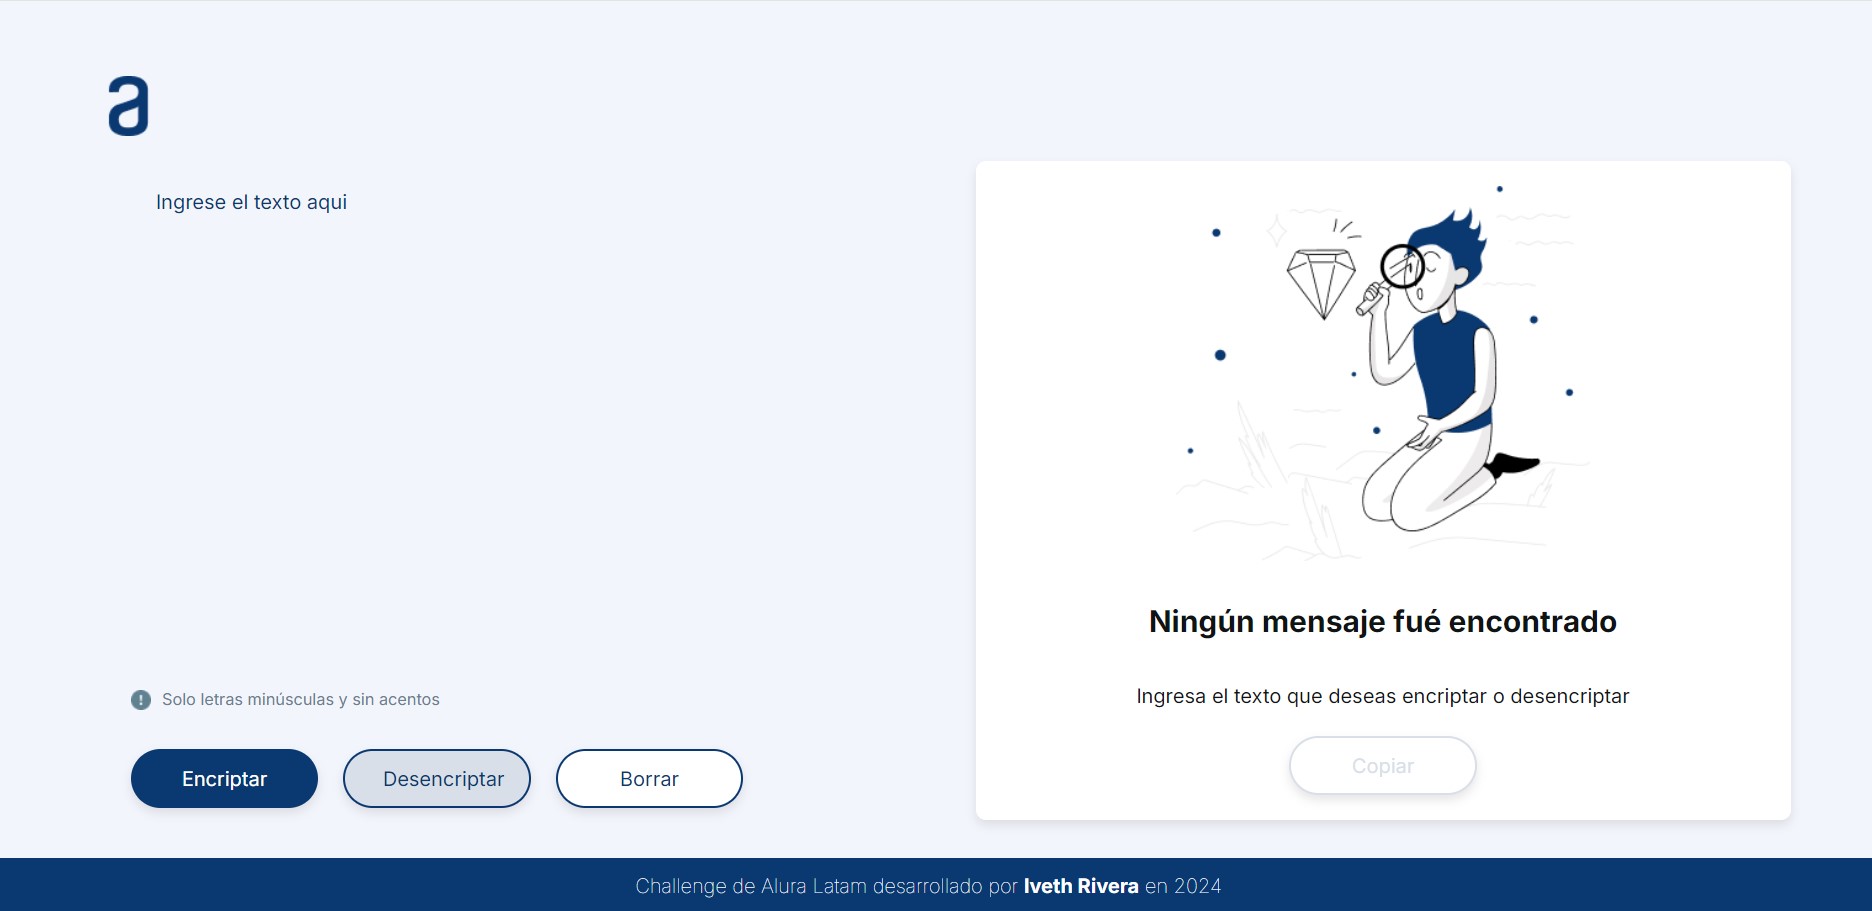 a
Ingrese el texto aqui
Solo letras minúsculas y sin acentos
Encriptar
Desencriptar
Borrar
Ningún mensaje fué encontrado
Ingresa el texto que deseas encriptar o desencriptar
Copiar
Challenge de Alura Latam desarrollado por Iveth Rivera en 2024